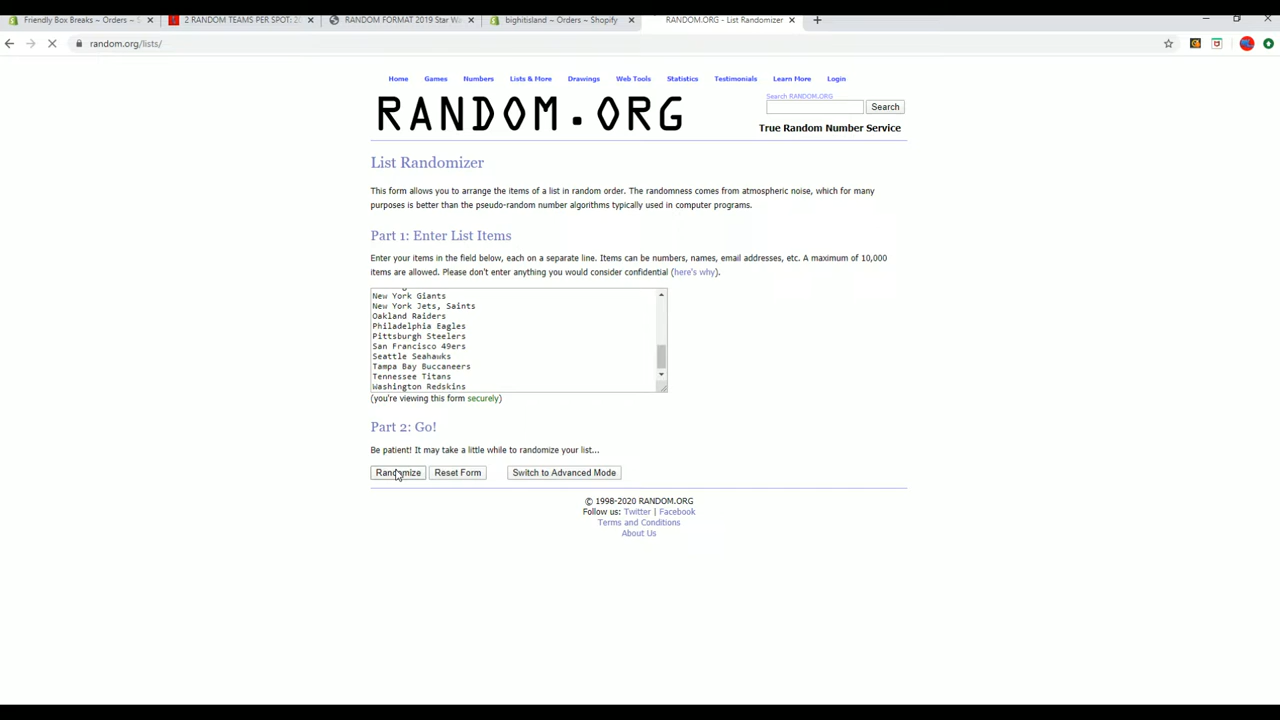 Friendly Box Breaks ~ Orders ~ S
2 RANDOM TEAMS PER SPOT: 20
RANDOM FORMAT 2019 Star Wa
bighitisland ~ Orders ~ Shopify
RANDOM.ORG - List Randomizer
random.org/lists/
Home Games Numbers Lists & More Drawings Web Tools Statistics Testimonials Learn More Login
RANDOM.ORG
Search RANDOM.ORG
Search
True Random Number Service
List Randomizer
This form allows you to arrange the items of a list in random order. The randomness comes from atmospheric noise, which for many
purposes is better than the pseudo-random number algorithms typically used in computer programs.
Part 1: Enter List Items
Enter your items in the field below, each on a separate line. Items can be numbers, names, email addresses, etc. A maximum of 10,000
items are allowed. Please don't enter anything you would consider confidential (here's why).
New York Giants
New York Jets, Saints
Oakland Raiders
Philadelphia Eagles
Pittsburgh Steelers
San Francisco 49ers
Seattle Seahawks
Tampa Bay Buccaneers
Tennessee Titans
Washington Redskins
(you're viewing this form securely)
Part 2: Go!
Be patient! It may take a little while to randomize your list...
Randomize Reset Form Switch to Advanced Mode
© 1998-2020 RANDOM.ORG
Follow us: Twitter | Facebook
Terms and Conditions
About Us